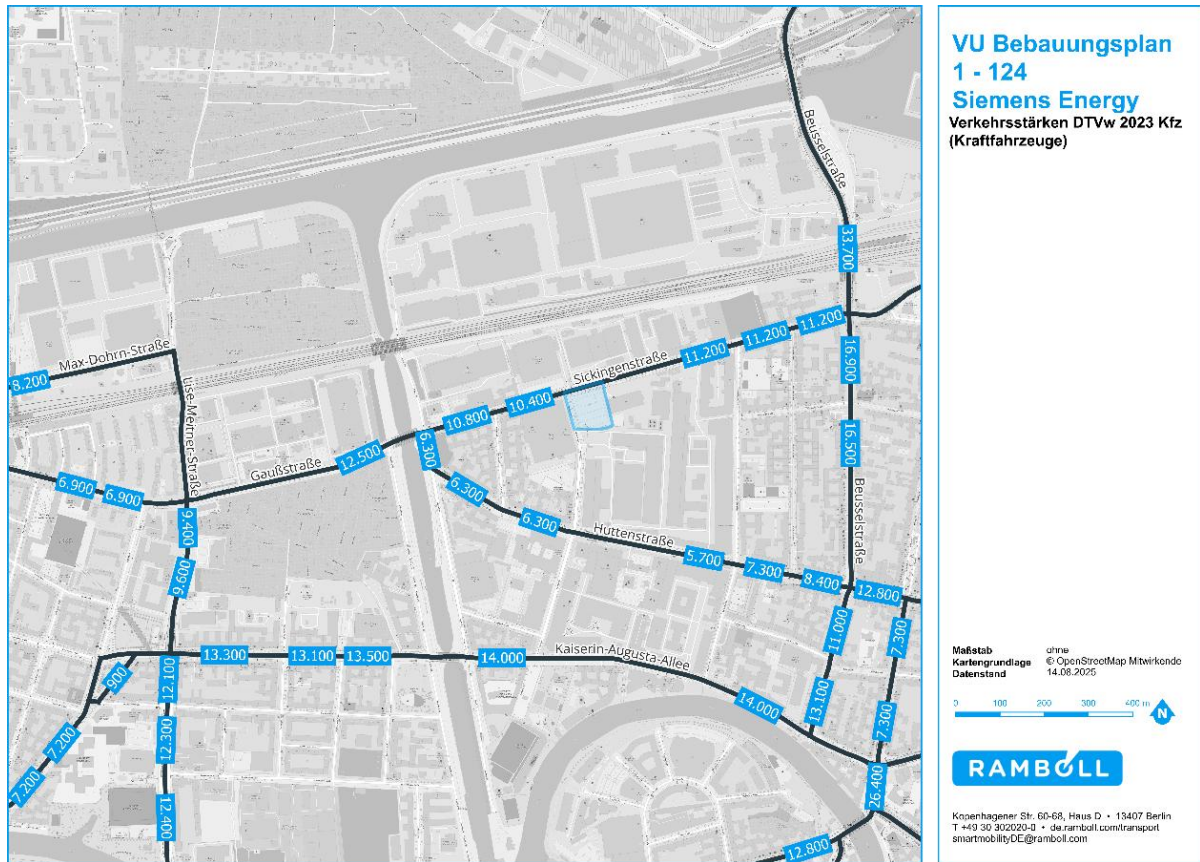 VU Bebauungsplan
1 - 124
Siemens Energy
Verkehrsstärken DTVw 2023 Kfz
(Kraftfahrzeuge)
Beusselstraße
33.700
11.200
11.200
11.200
Sickingenstraße
16.900
Max-Dohrn-Straße
8.200
Lise-Meitner-Straße
10.400
10.800
12.500
Gaußstraße
6.300
6.300
6.300
16.500
Beusselstraße
6.900
6.900
9.400
9.600
Huttenstraße
5.700
7.300
8.400
12.800
11.000
7.300
13.100
Kaiserin-Augusta-Allee
13.300
13.100
13.500
14.000
14.000
12.100
900
7.200
7.200
12.300
12.400
7.300
26.400
12.800
Maßstab ohne
Kartengrundlage © OpenStreetMap Mitwirkende
Datenstand 14.08.2025
0 100 200 300 400 m
N
RAMBOLL
Kopenhagener Str. 60-68, Haus D • 13407 Berlin
T +49 30 302020-0 • de.ramboll.com/transport
smartmobilityDE@ramboll.com